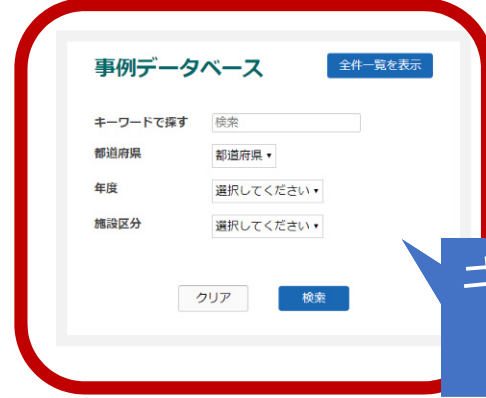 事例データベース 全件一覧を表示
キーワードで探す 検索
都道府県 都道府県
年度 選択してください
施設区分 選択してください
クリア 検索